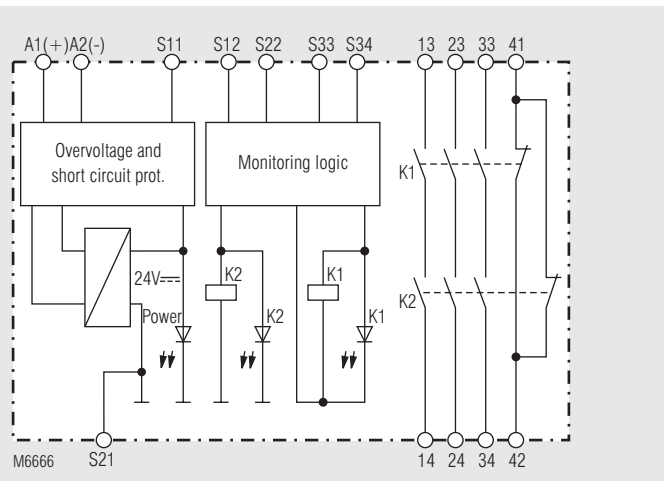 A1(+) A2(-) S11 S12 S22 S33 S34 13 23 33 41
Overvoltage and
short circuit prot.
Monitoring logic
K1
24V
K2
K1
K2
Power
K2
K1
M6666
S21
14 24 34 42